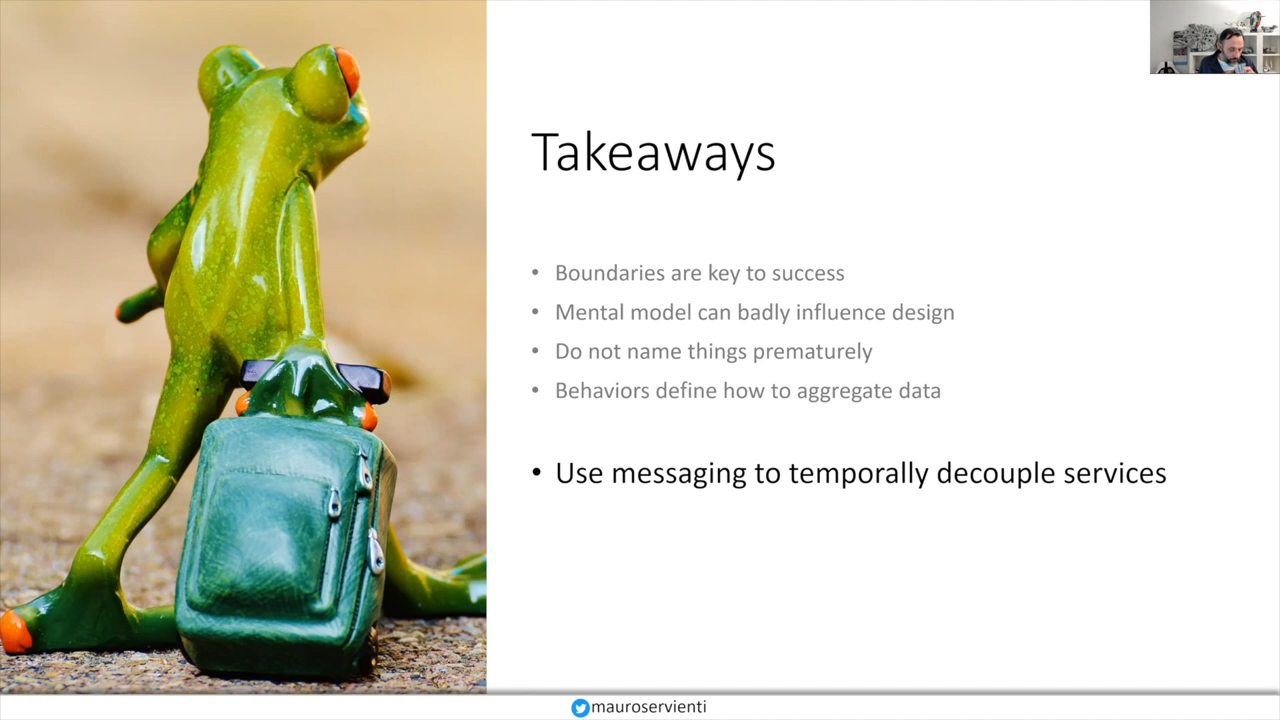 Takeaways
• Boundaries are key to success
• Mental model can badly influence design
• Do not name things prematurely
• Behaviors define how to aggregate data
• Use messaging to temporally decouple services
mauroservienti